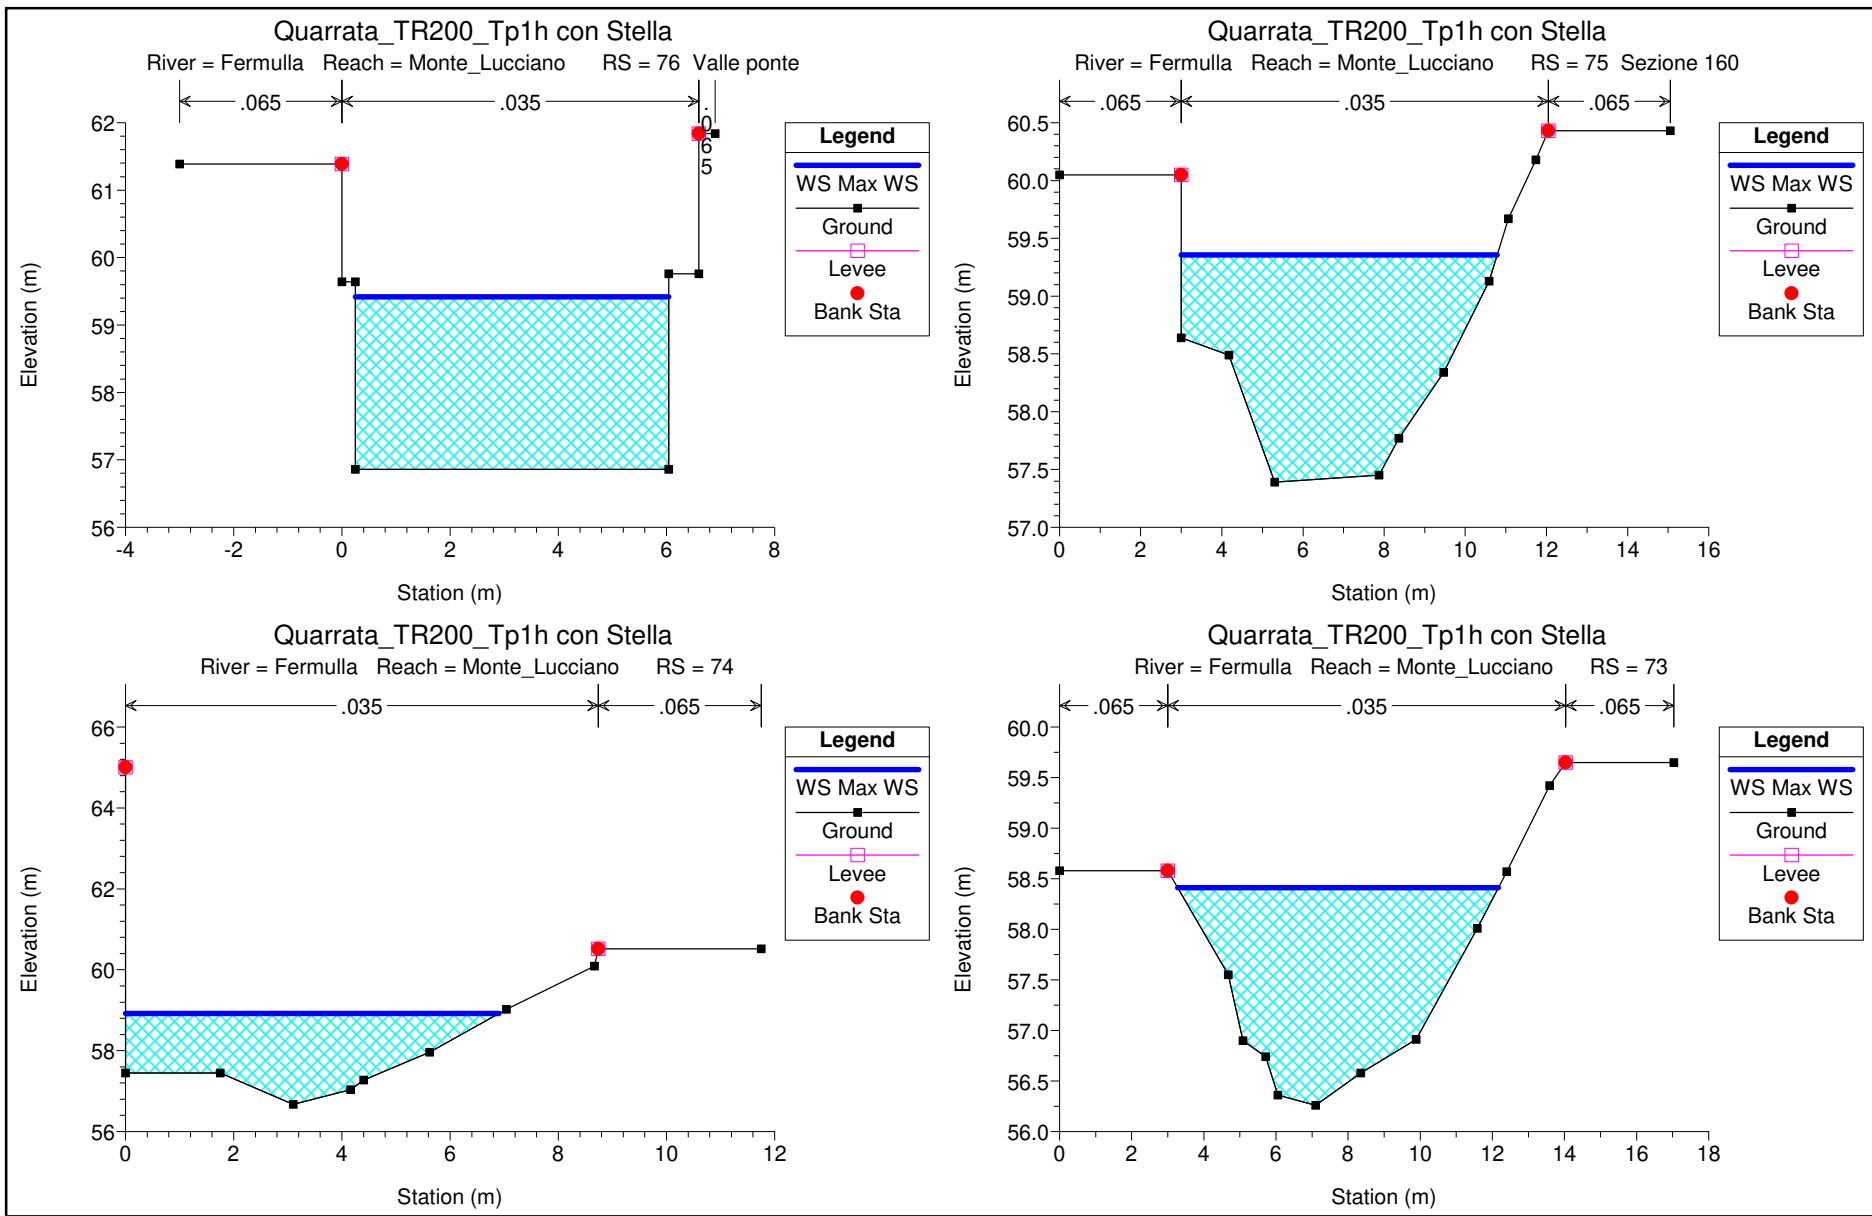 Quarrata_TR200_Tp1h con Stella
River = Fermulla Reach = Monte_Lucciano RS = 76 Valle ponte
.065
.035
.065
62
61
60
59
58
57
56
-4 -2 0 2 4 6 8
Elevation (m)
Station (m)
Legend
WS Max WS
Ground
Levee
Bank Sta
Quarrata_TR200_Tp1h con Stella
River = Fermulla Reach = Monte_Lucciano RS = 75 Sezione 160
.065
.035
.065
60.5
60.0
59.5
59.0
58.5
58.0
57.5
57.0
0 2 4 6 8 10 12 14 16
Elevation (m)
Station (m)
Legend
WS Max WS
Ground
Levee
Bank Sta
Quarrata_TR200_Tp1h con Stella
River = Fermulla Reach = Monte_Lucciano RS = 74
.035
.065
66
64
62
60
58
56
0 2 4 6 8 10 12
Elevation (m)
Station (m)
Legend
WS Max WS
Ground
Levee
Bank Sta
Quarrata_TR200_Tp1h con Stella
River = Fermulla Reach = Monte_Lucciano RS = 73
.065
.035
.065
60.0
59.5
59.0
58.5
58.0
57.5
57.0
56.5
56.0
0 2 4 6 8 10 12 14 16 18
Elevation (m)
Station (m)
Legend
WS Max WS
Ground
Levee
Bank Sta